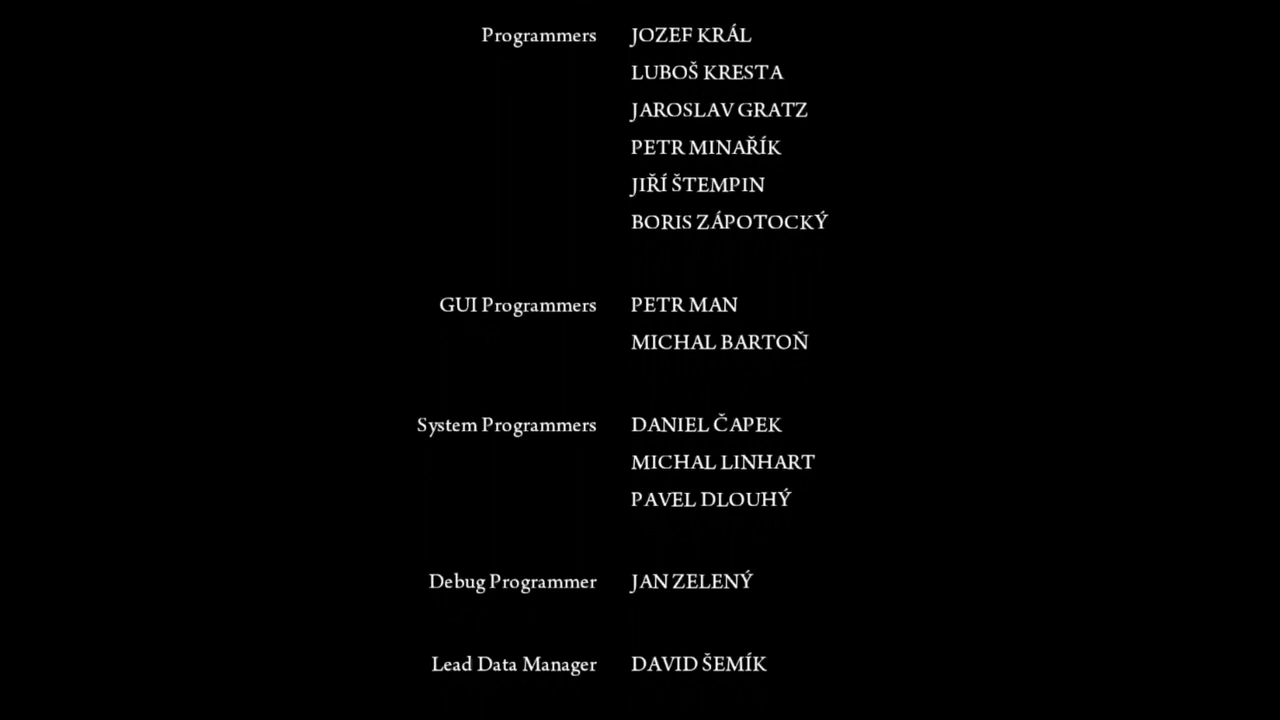 Programmers JOZEF KRÁL
LUBOŠ KRESTA
JAROSLAV GRATZ
PETR MINAŘÍK
JIŘÍ ŠTEMPIN
BORIS ZÁPOTOCKÝ
GUI Programmers PETR MAN
MICHAL BARTOŇ
System Programmers DANIEL ČAPEK
MICHAL LINHART
PAVEL DLOUHÝ
Debug Programmer JAN ZELENÝ
Lead Data Manager DAVID ŠEMÍK